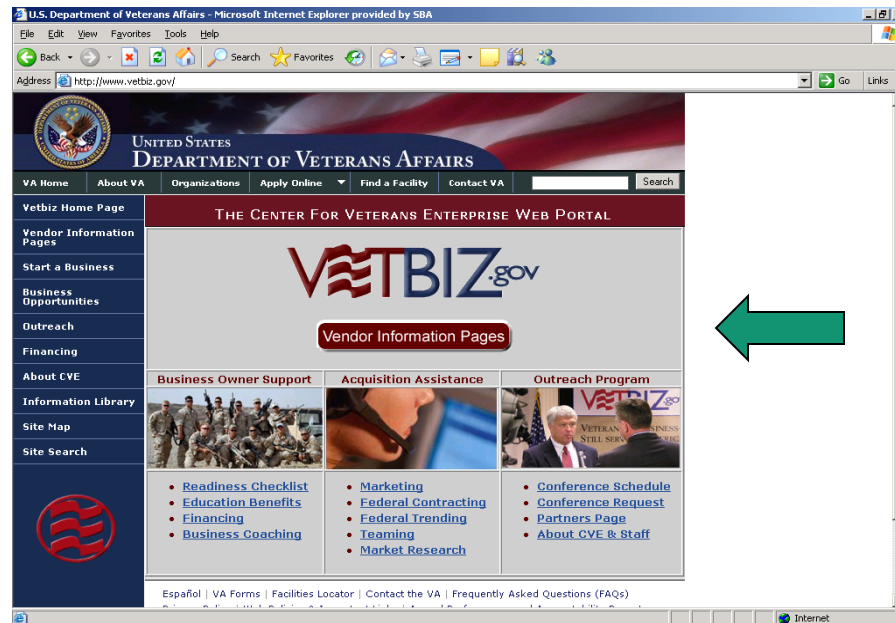 U.S. Department of Veterans Affairs - Microsoft Internet Explorer provided by SBA
File Edit View Favorites Tools Help
Back Search Favorites
Address http://www.vetbiz.gov/ Go Links
UNITED STATES
DEPARTMENT OF VETERANS AFFAIRS
VA Home About VA Organizations Apply Online Find a Facility Contact VA Search
Vetbiz Home Page
Vendor Information
Pages
Start a Business
Business
Opportunities
Outreach
Financing
About CVE
Information Library
Site Map
Site Search
THE CENTER FOR VETERANS ENTERPRISE WEB PORTAL
VETBIZ.gov
Vendor Information Pages
Business Owner Support Acquisition Assistance Outreach Program
VETBIZ.go
VETERAN
STILL
Readiness Checklist
Education Benefits
Financing
Business Coaching
Marketing
Federal Contracting
Federal Trending
Teaming
Market Research
Conference Schedule
Conference Request
Partners Page
About CVE & Staff
Español | VA Forms | Facilities Locator | Contact the VA | Frequently Asked Questions (FAQs)
Internet